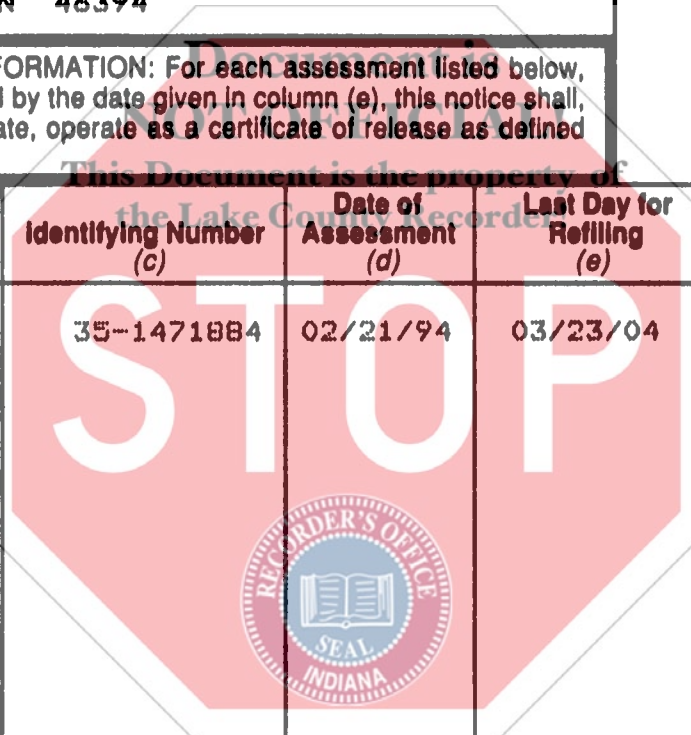 N 46394
Document is
FORMATION: For each assessment listed below,
by the date given in column (e), this notice shall,
NOT OFFICIAL!
ate, operate as a certificate of release as defined
This Document is the property of
the Lake County Recorder!
Identifying Number
(c)
Date of
Assessment
(d)
Last Day for
Refiling
(e)
35-1471884 02/21/94 03/23/04
STOP
RECORDER'S OFFICE
SEAL
INDIANA